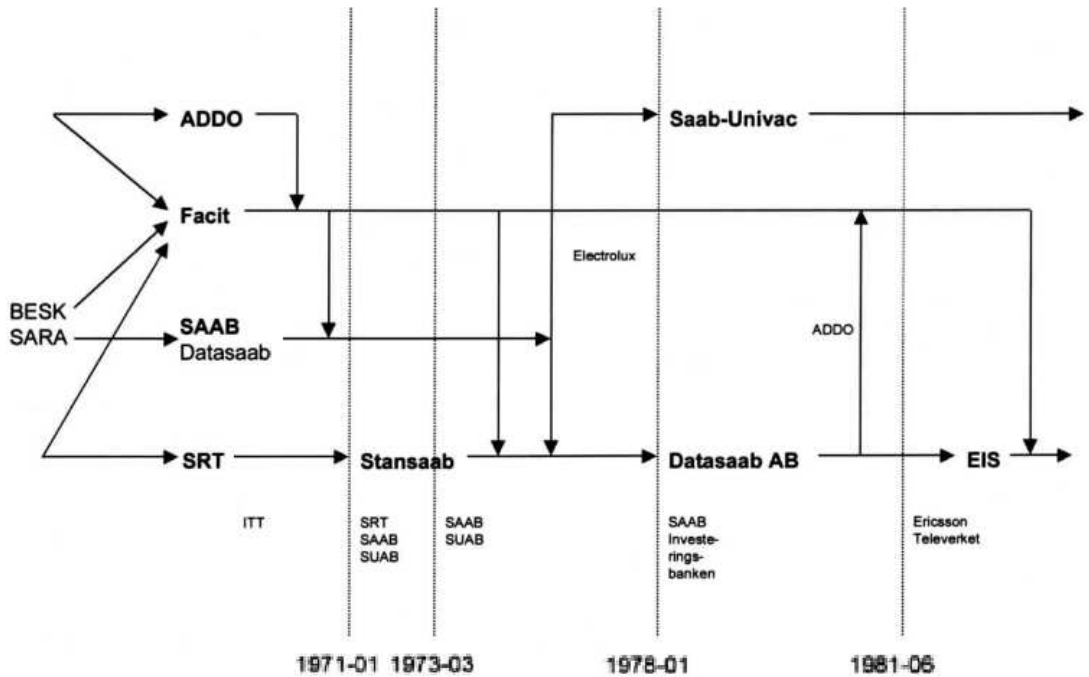 ADDO
Saab-Univac
Facit
Electrolux
BESK
SARA
SAAB
Datasaab
ADDO
SRT
Stansaab
Datasaab AB
EIS
ITT
SRT
SAAB
SUAB
SAAB
SUAB
SAAB
Investe-
rings-
banken
Ericsson
Televerket
1971-01
1973-03
1978-01
1981-06